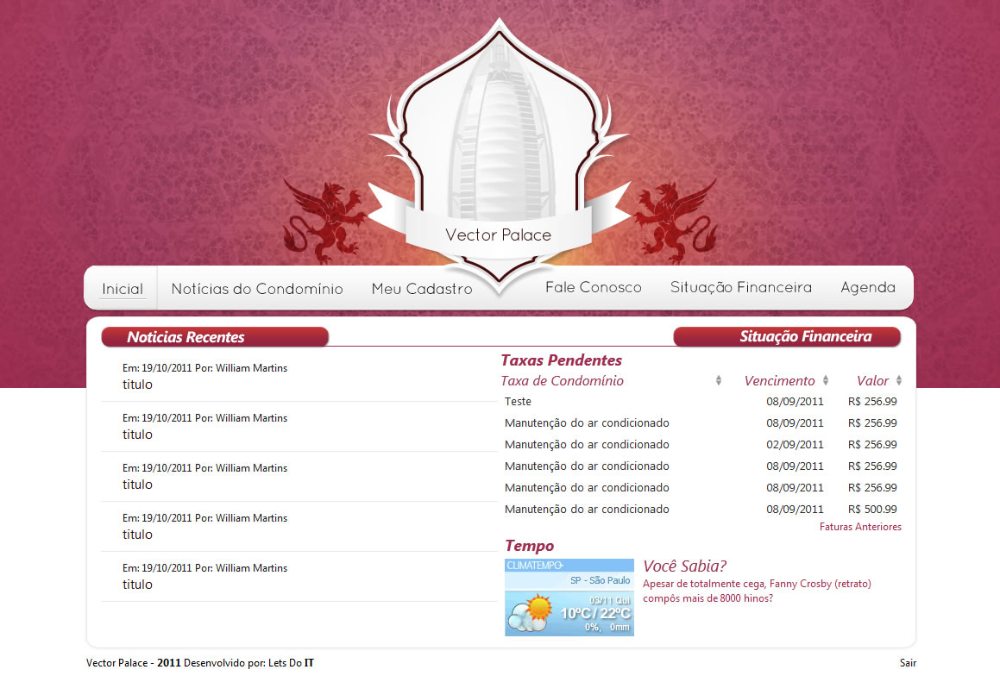 Vector Palace
Inicial Notícias do Condomínio Meu Cadastro Fale Conosco Situação Financeira Agenda
Noticias Recentes
Em: 19/10/2011 Por: William Martins
titulo
Em: 19/10/2011 Por: William Martins
titulo
Em: 19/10/2011 Por: William Martins
titulo
Em: 19/10/2011 Por: William Martins
titulo
Em: 19/10/2011 Por: William Martins
titulo
Situação Financeira
Taxas Pendentes
Taxa de Condomínio Vencimento Valor
Teste 08/09/2011 R$ 256.99
Manutenção do ar condicionado 08/09/2011 R$ 256.99
Manutenção do ar condicionado 02/09/2011 R$ 256.99
Manutenção do ar condicionado 08/09/2011 R$ 256.99
Manutenção do ar condicionado 08/09/2011 R$ 256.99
Manutenção do ar condicionado 08/09/2011 R$ 500.99
Faturas Anteriores
Tempo
CLIMATEMPO
SP - São Paulo
03/11 Qui
10ºC / 22ºC
0%, 0mm
Você Sabia?
Apesar de totalmente cega, Fanny Crosby (retrato)
compôs mais de 8000 hinos?
Vector Palace - 2011 Desenvolvido por: Lets Do IT Sair